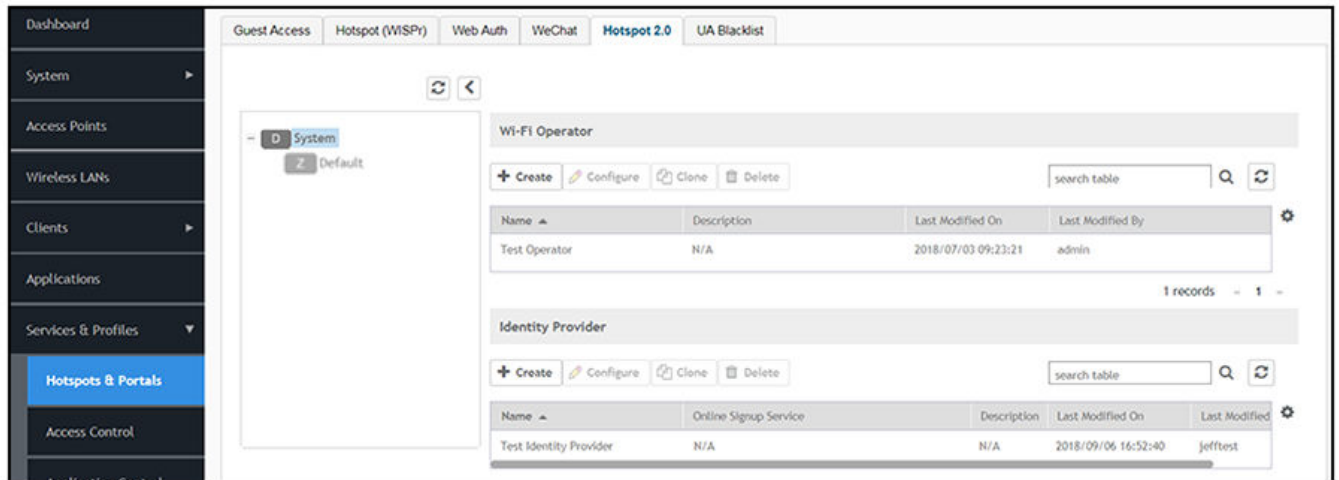 Dashboard
System
Access Points
Wireless LANs
Clients
Applications
Services & Profiles
Hotspots & Portals
Access Control
Guest Access Hotspot (WISPr) Web Auth WeChat Hotspot 2.0 UA Blacklist
D System
Z Default
Wi-Fi Operator
Create Configure Clone Delete search table
Name Description Last Modified On Last Modified By
Test Operator N/A 2018/07/03 09:23:21 admin
1 records - 1 -
Identity Provider
Create Configure Clone Delete search table
Name Online Signup Service Description Last Modified On Last Modified
Test Identity Provider N/A N/A 2018/09/06 16:52:40 jefftest